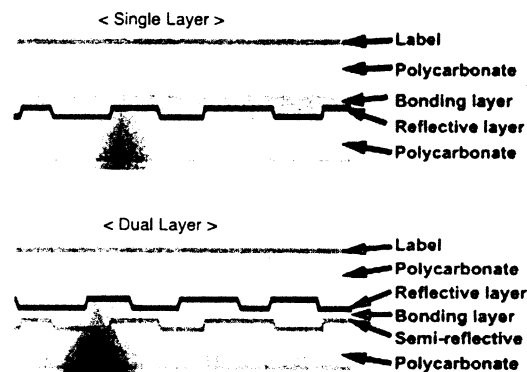 < Single Layer >
Label
Polycarbonate
Bonding layer
Reflective layer
Polycarbonate
< Dual Layer >
Label
Polycarbonate
Reflective layer
Bonding layer
Semi-reflective
Polycarbonate